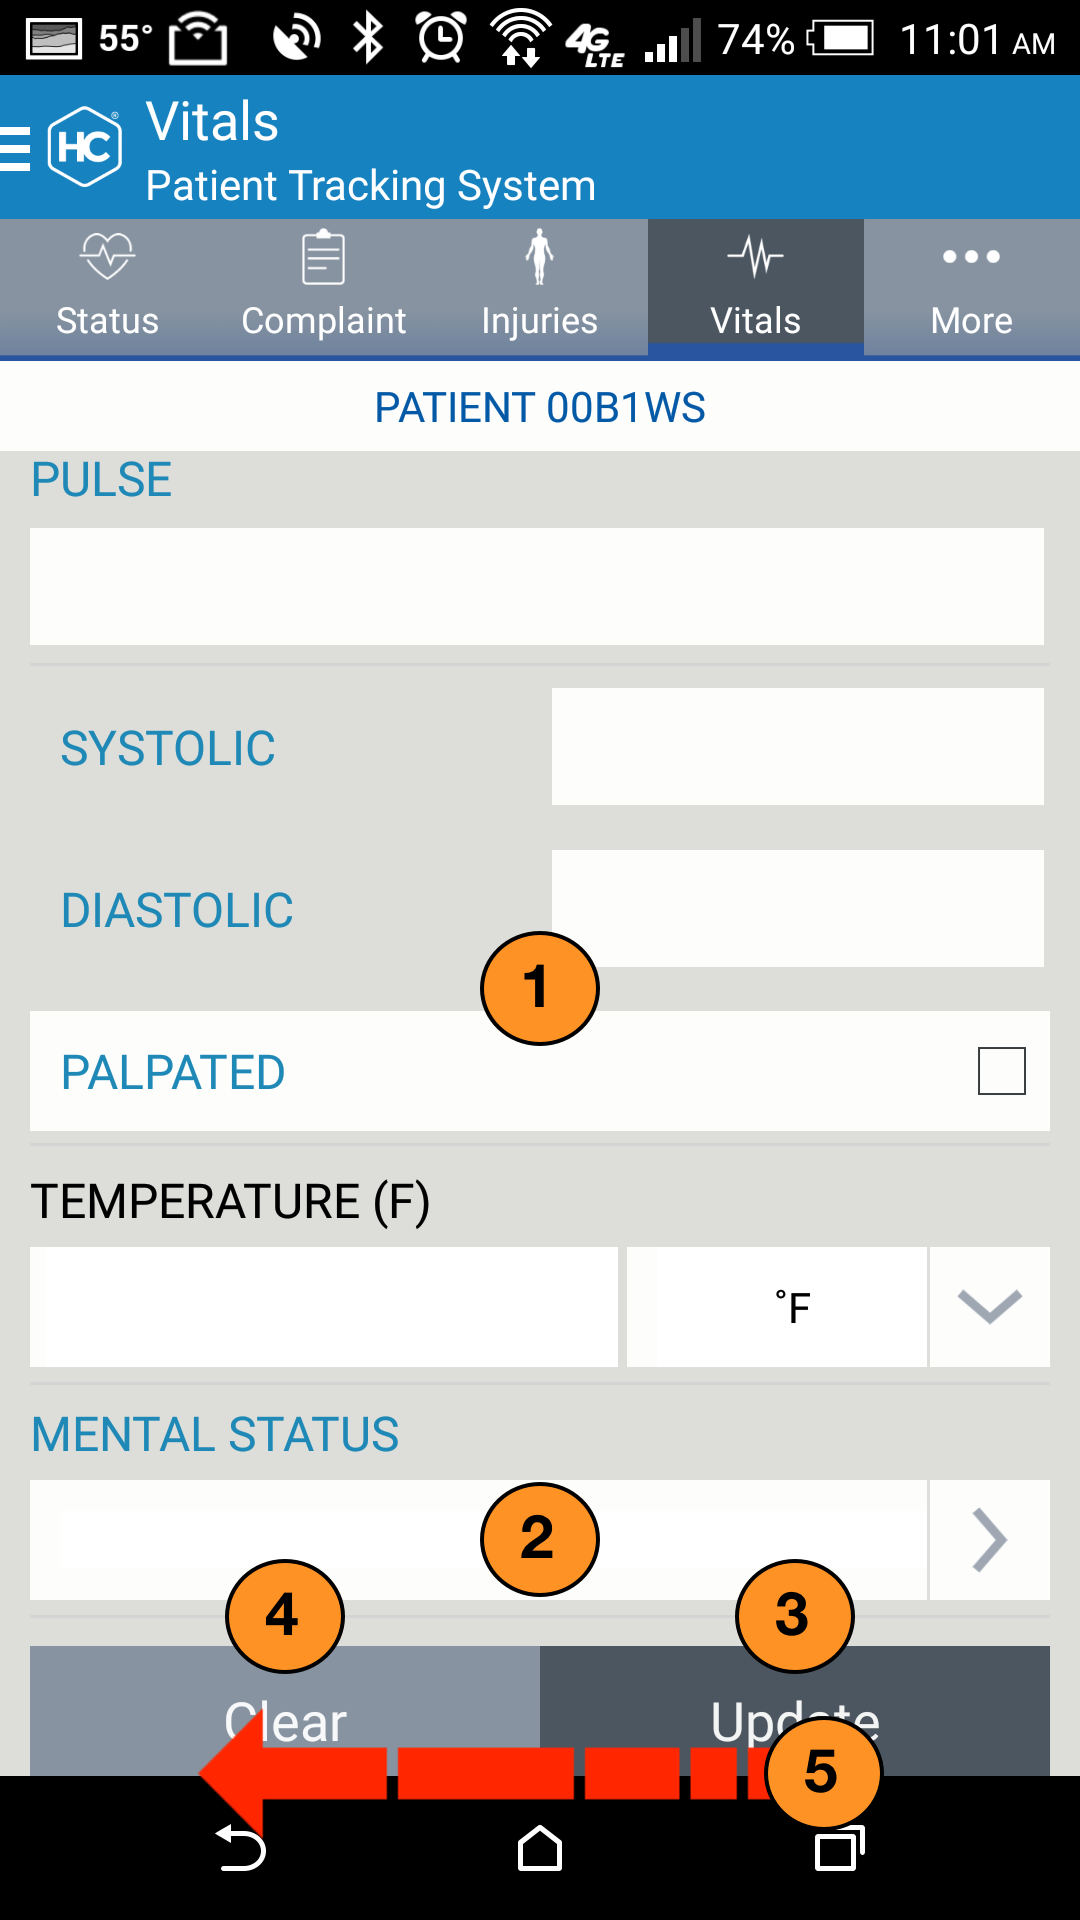 55° 4G LTE 74% 11:01 AM
HC®
Vitals
Patient Tracking System
Status Complaint Injuries Vitals More
PATIENT 00B1WS
PULSE
SYSTOLIC
DIASTOLIC
1
PALPATED
TEMPERATURE (F)
°F
MENTAL STATUS
2
4 3
Clear Update
5